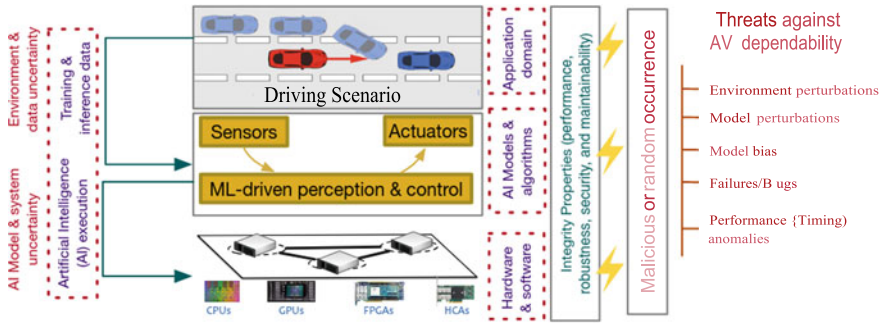 Environment &
data uncertainty
AI Model & system
uncertainty
Training &
inference data
Artificial Intelligence
(AI) execution
Driving Scenario
Sensors
Actuators
ML-driven perception & control
CPUs
GPUs
FPGAs
HCAs
Application
domain
AI Models &
algorithms
Hardware
& software
Integrity Properties (performance,
robustness, security, and maintainability)
Malicious or random occurrence
Threats against
AV dependability
Environment perturbations
Model perturbations
Model bias
Failures/B ugs
Performance {Timing)
anomalies